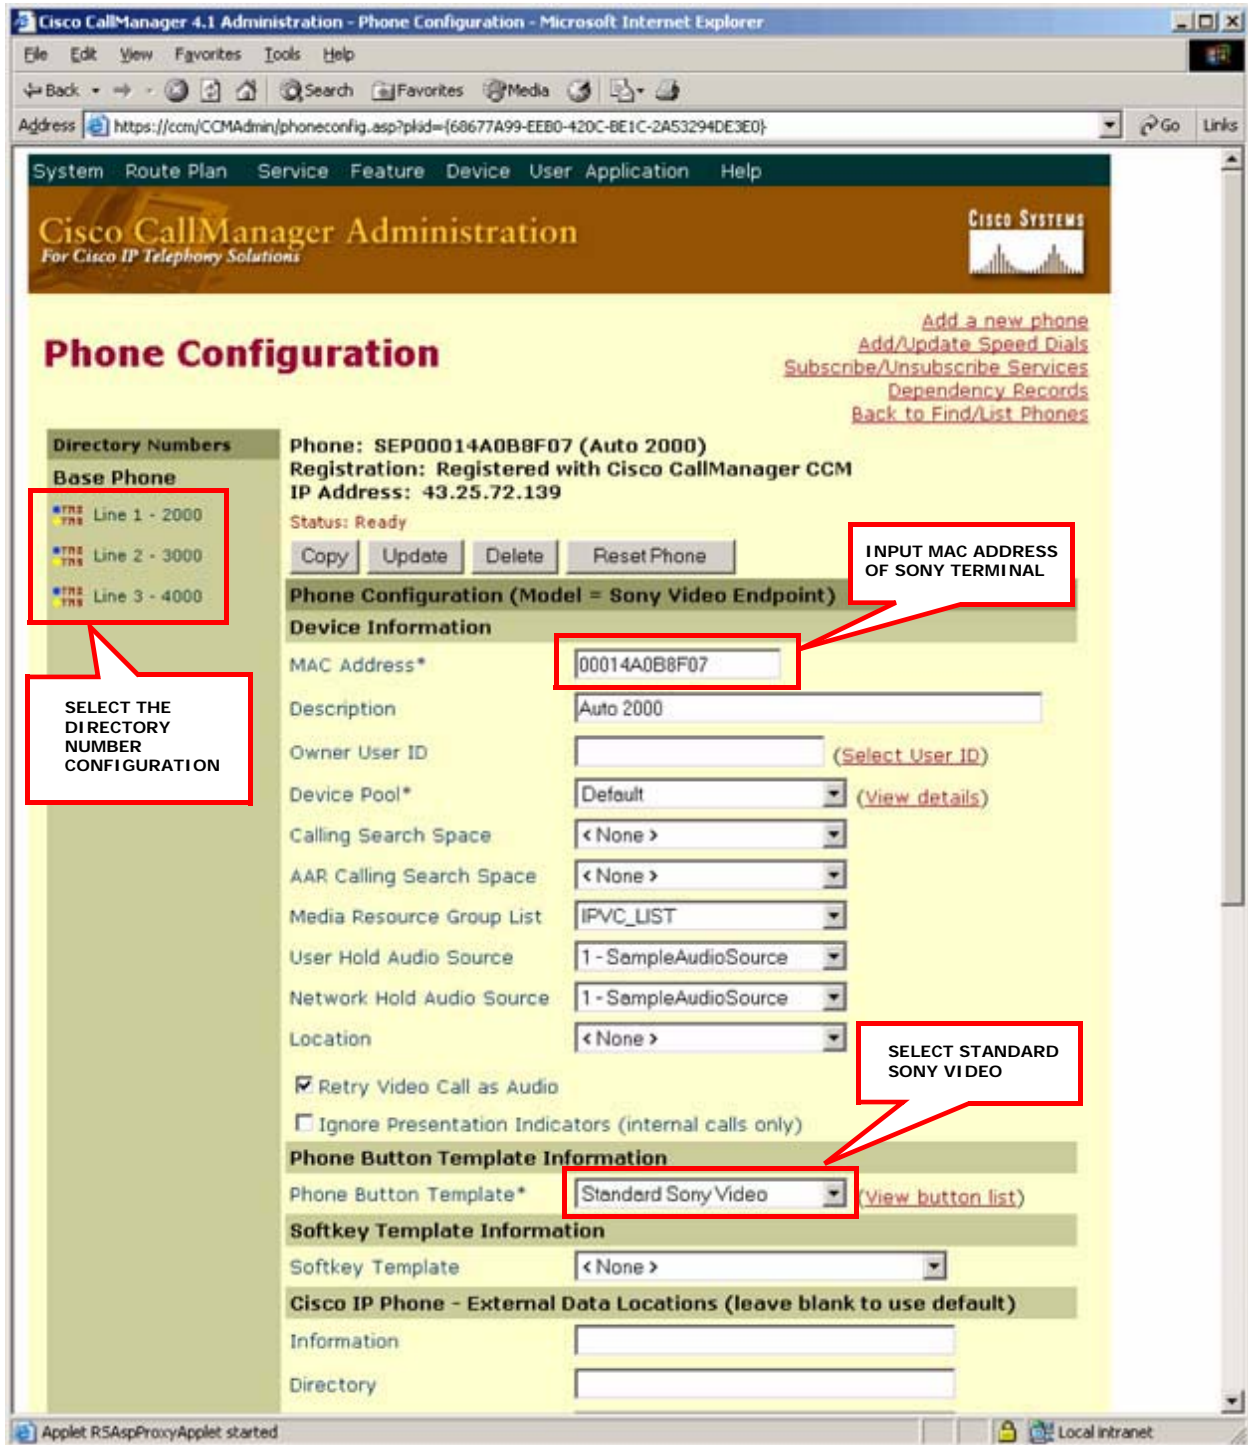 Cisco CallManager 4.1 Administration - Phone Configuration - Microsoft Internet Explorer
File Edit View Favorites Tools Help
Back Search Favorites Media
Address https://ccm/CCMAdmin/phoneconfig.asp?pkid={68677A99-EEB0-420C-BE1C-2A53294DE3E0} Go Links
System Route Plan Service Feature Device User Application Help
Cisco CallManager Administration
For Cisco IP Telephony Solutions
CISCO SYSTEMS
Phone Configuration
Add a new phone
Add/Update Speed Dials
Subscribe/Unsubscribe Services
Dependency Records
Back to Find/List Phones
Directory Numbers
Base Phone
Line 1 - 2000
Line 2 - 3000
Line 3 - 4000
SELECT THE
DIRECTORY
NUMBER
CONFIGURATION
Phone: SEP00014A0B8F07 (Auto 2000)
Registration: Registered with Cisco CallManager CCM
IP Address: 43.25.72.139
Status: Ready
Copy Update Delete Reset Phone
INPUT MAC ADDRESS
OF SONY TERMINAL
Phone Configuration (Model = Sony Video Endpoint)
Device Information
MAC Address* 00014A0B8F07
Description Auto 2000
Owner User ID (Select User ID)
Device Pool* Default (View details)
Calling Search Space < None >
AAR Calling Search Space < None >
Media Resource Group List IPVC_LIST
User Hold Audio Source 1 - SampleAudioSource
Network Hold Audio Source 1 - SampleAudioSource
Location < None >
SELECT STANDARD
SONY VIDEO
Retry Video Call as Audio
Ignore Presentation Indicators (internal calls only)
Phone Button Template Information
Phone Button Template* Standard Sony Video (View button list)
Softkey Template Information
Softkey Template < None >
Cisco IP Phone - External Data Locations (leave blank to use default)
Information
Directory
Applet RSAspProxyApplet started Local intranet